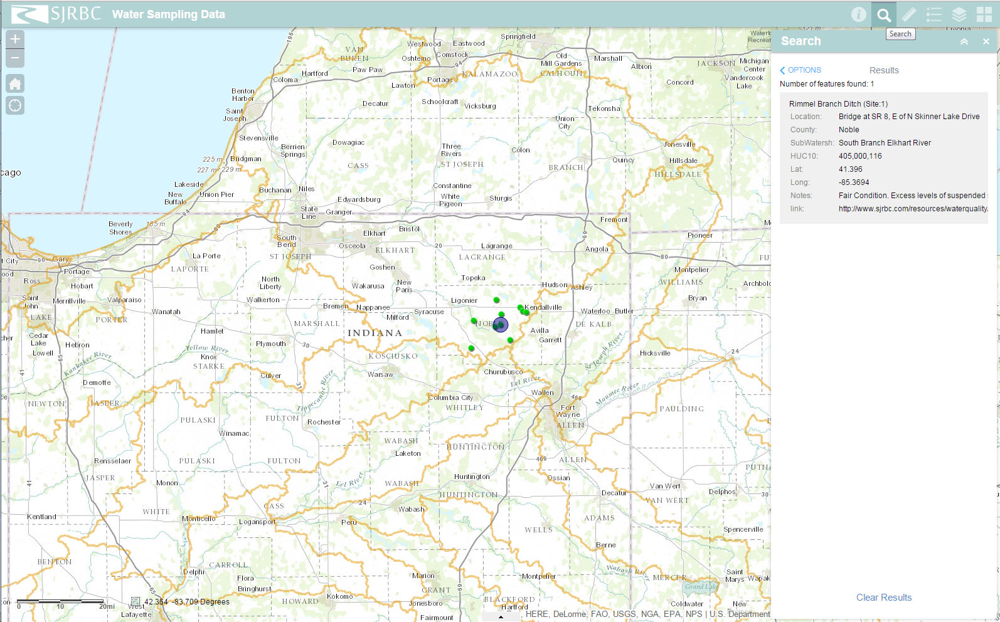 SJRBC Water Sampling Data
Search
Search
OPTIONS Results
Number of features found: 1
Rimmel Branch Ditch (Site:1)
Location: Bridge at SR 8, E of N Skinner Lake Drive
County: Noble
SubWatersh: South Branch Elkhart River
HUC10: 405,000,116
Lat: 41.396
Long: -85.3694
Notes: Fair Condition. Excess levels of suspended
link: http://www.sjrbc.com/resources/waterquality/
Clear Results
Springfield
Westwood Eastwood
VAN BUREN
Oshtemo Comstock
Old Mill Gardens
Marshall
Albion
JACKSON
Michigan Center
Vandercook Lake
Paw Paw
Hartford
Coloma
Portage
94
KALAMAZOO
CALHOUN
Concord
Lawton
Benton Harbor
Saint Joseph
Decatur
Schoolcraft
Vicksburg
Tekonsha
Union City
Stevensville
Berrien Springs
Dowagiac
Three Rivers
Colon
Jonesville
Hillsdale
Quincy
HILLSDALE
Bridgman
225 m
227 m
229 m
CASS
ST JOSEPH
BRANCH
Lakeside
New Buffalo
Union Pier
Buchanan
Niles
Constantine
White Pigeon
Sturgis
Edwardsburg
State Line
Granger
Fremont
cago
94
80
Beverly Shores
185 m
Bristol
Elkhart
South Bend
Osceola
ELKHART
20
Lagrange
LAGRANGE
69
Angola
Pioneer
80
t City
90
Gary
La Porte
ST JOSEPH
LAPORTE
Goshen
Topeka
Montpelier
WILLIAMS
Ross
Portage
Hobart
North Liberty
Wakarusa
New Paris
Hudson
Ashley
Archbold
Bryan
Saint John
Merrillville
Valparaiso
Walkerton
Ligonier
Kendallville
LAKE
PORTER
Wanatah
Bremen
Nappanee
Milford
Syracuse
Waterloo
Butler
Hamlet
MARSHALL
INDIANA
NOBLE
Avilla
Garrett
DE KALB
Cedar Lake
Lowell
Hebron
Yellow River
Plymouth
30
KOSCIUSKO
St Joseph River
Hicksville
24
Kankakee River
Knox
STARKE
65
41
Demotte
Culver
31
Tippecanoe River
Warsaw
Churubusco
Eel River
NEWTON
JASPER
Columbia City
WHITLEY
Wallen
469
Maumee River
Fort Wayne
ALLEN
PAULDING
PULASKI
FULTON
Rochester
Winamac
WABASH
Laketon
HUNTINGTON
Rensselaer
PULASKI
FULTON
469
ALLEN
JASPER
Monon
41
31
Eel River
WABASH
Huntington
HUNTINGTON
Ossian
Van Wert
VAN WERT
Delphos
30
Decatur
24
WHITE
CASS
Wabash
Kentland
Monticello
Logansport
Peru
ADAMS
WELLS
Spencerville
Berne
BENTON
CARROLL
Delphi
Flora
Bringhurst
Marion
GRANT
69
Montpelier
Wabash River
MERCER
Saint Marys
Wapak
Grand Lake
65
West Lafayette
HOWARD
Kokomo
Jonesboro
Fairmount
BLACKFORD
Hartford
Coldwater
New
0 10 20mi
42.364 -83.709 Degrees
, HERE, DeLorme, FAO, USGS, NGA, EPA, NPS | U.S. Department